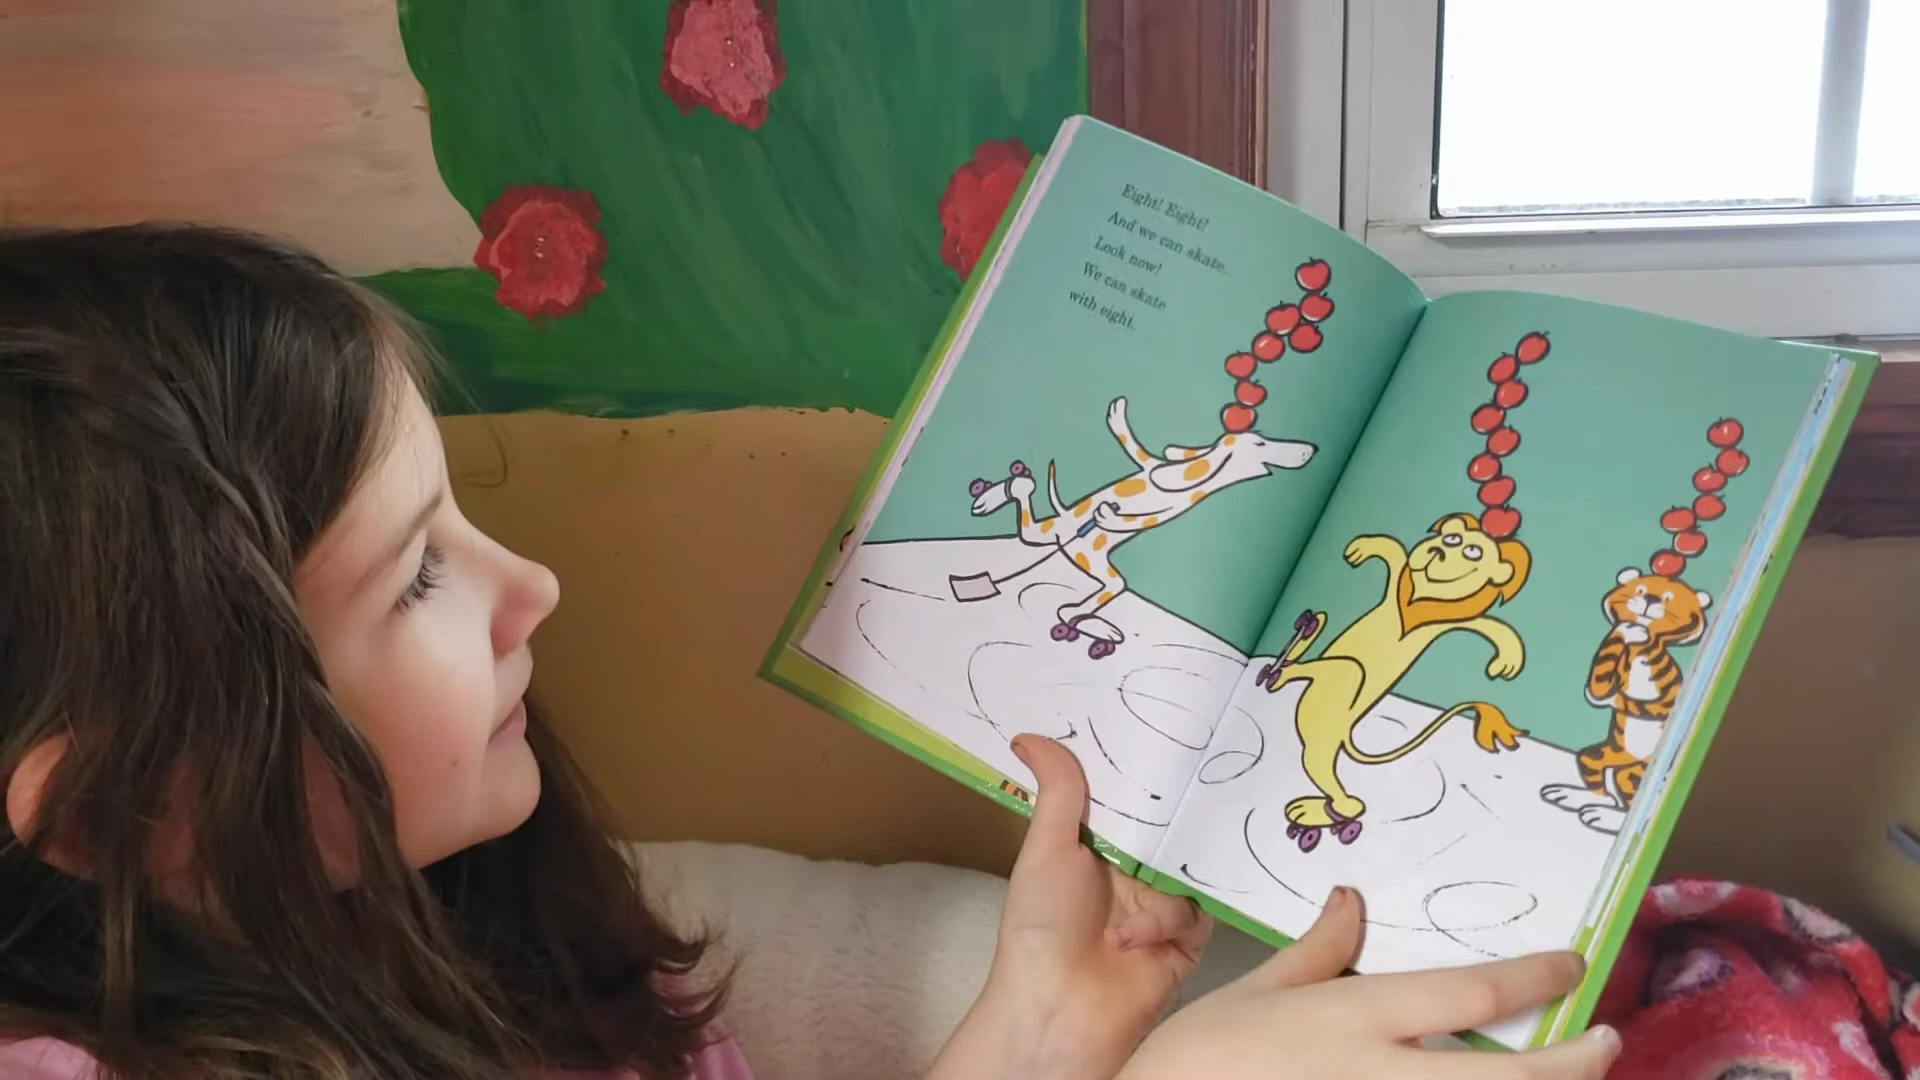 Eight! Eight!
And we can skate.
Look now!
We can skate
with eight.